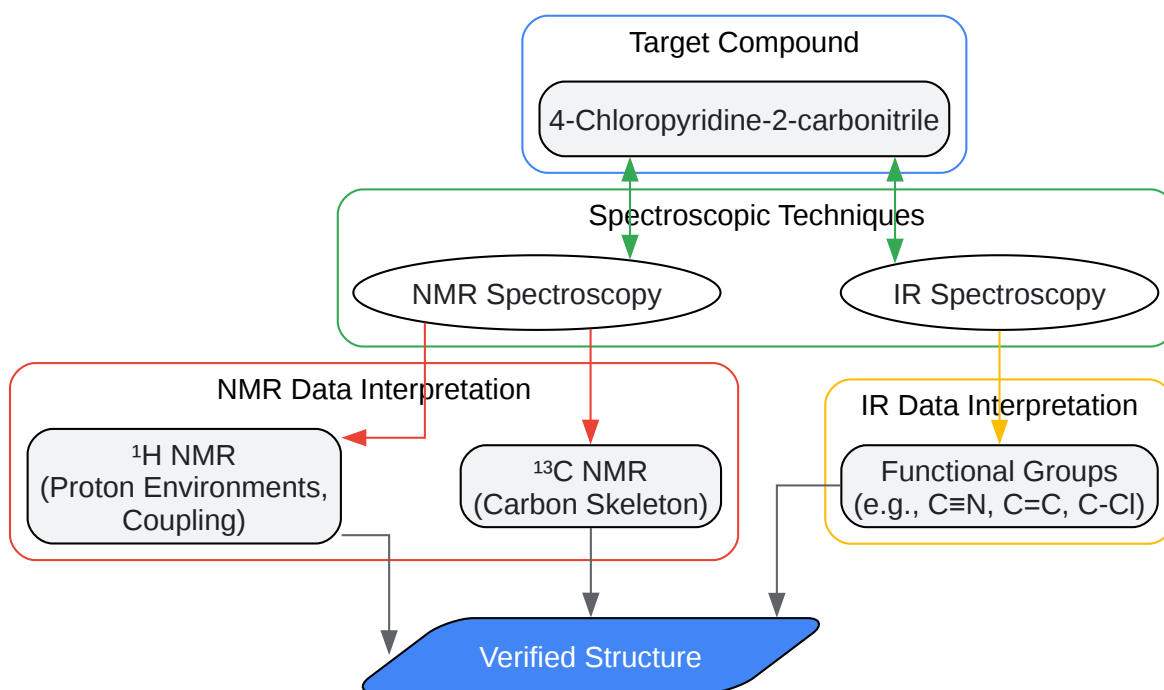 Target Compound
4-Chloropyridine-2-carbonitrile
Spectroscopic Techniques
NMR Spectroscopy
IR Spectroscopy
NMR Data Interpretation
IR Data Interpretation
¹H NMR
(Proton Environments,
Coupling)
¹³C NMR
(Carbon Skeleton)
Functional Groups
(e.g., C≡N, C=C, C-Cl)
Verified Structure